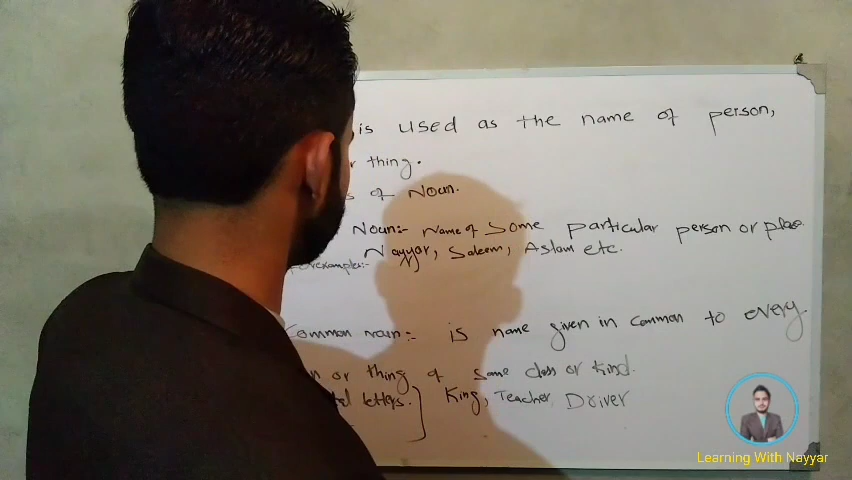 is used as the name of person,
thing.
of Noun.
Noun:- Name of Some particular person or place
For example:- Nayyar, Saleem, Aslam etc.
Common noun:- is name given in common to every
or thing of same class or kind.
letters. } King, Teacher, Driver
Learning With Nayyar